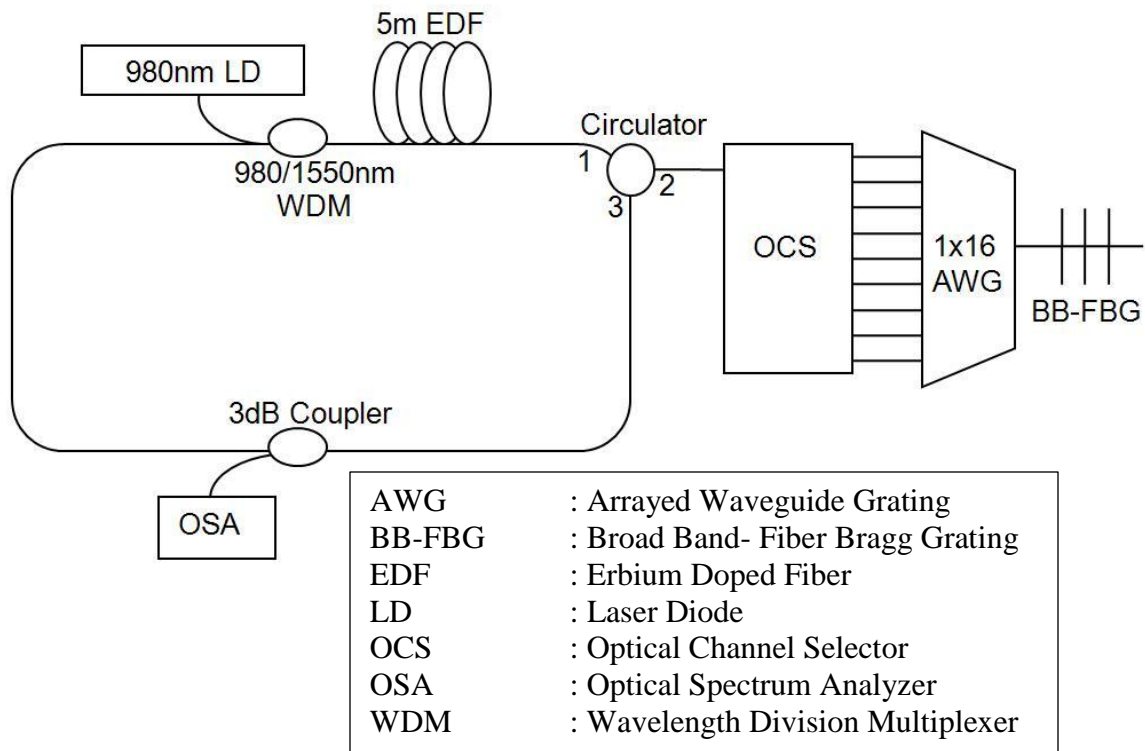 5m EDF
980nm LD
Circulator
1
2
3
980/1550nm
WDM
OCS
1x16
AWG
BB-FBG
3dB Coupler
OSA
AWG : Arrayed Waveguide Grating
BB-FBG : Broad Band- Fiber Bragg Grating
EDF : Erbium Doped Fiber
LD : Laser Diode
OCS : Optical Channel Selector
OSA : Optical Spectrum Analyzer
WDM : Wavelength Division Multiplexer